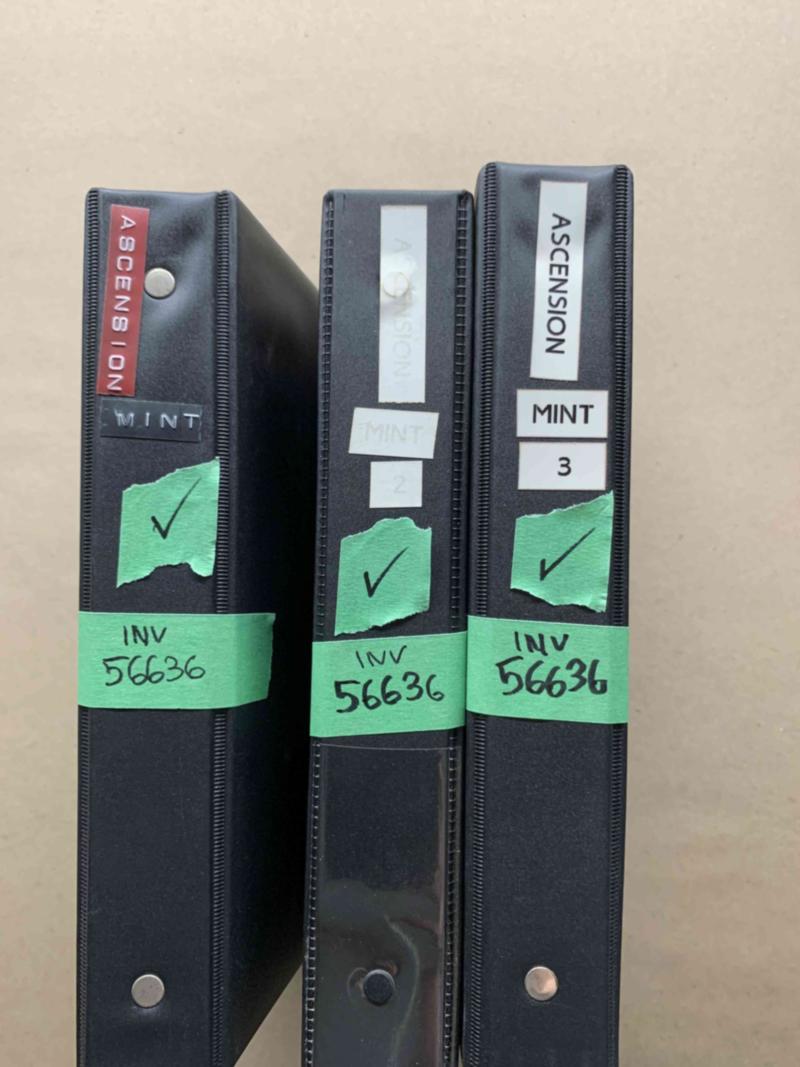 ASCENSION
MINT
✓
INV
56636
ASCENSION
MINT
2
✓
INV
56636
ASCENSION
MINT
3
✓
INV
56636